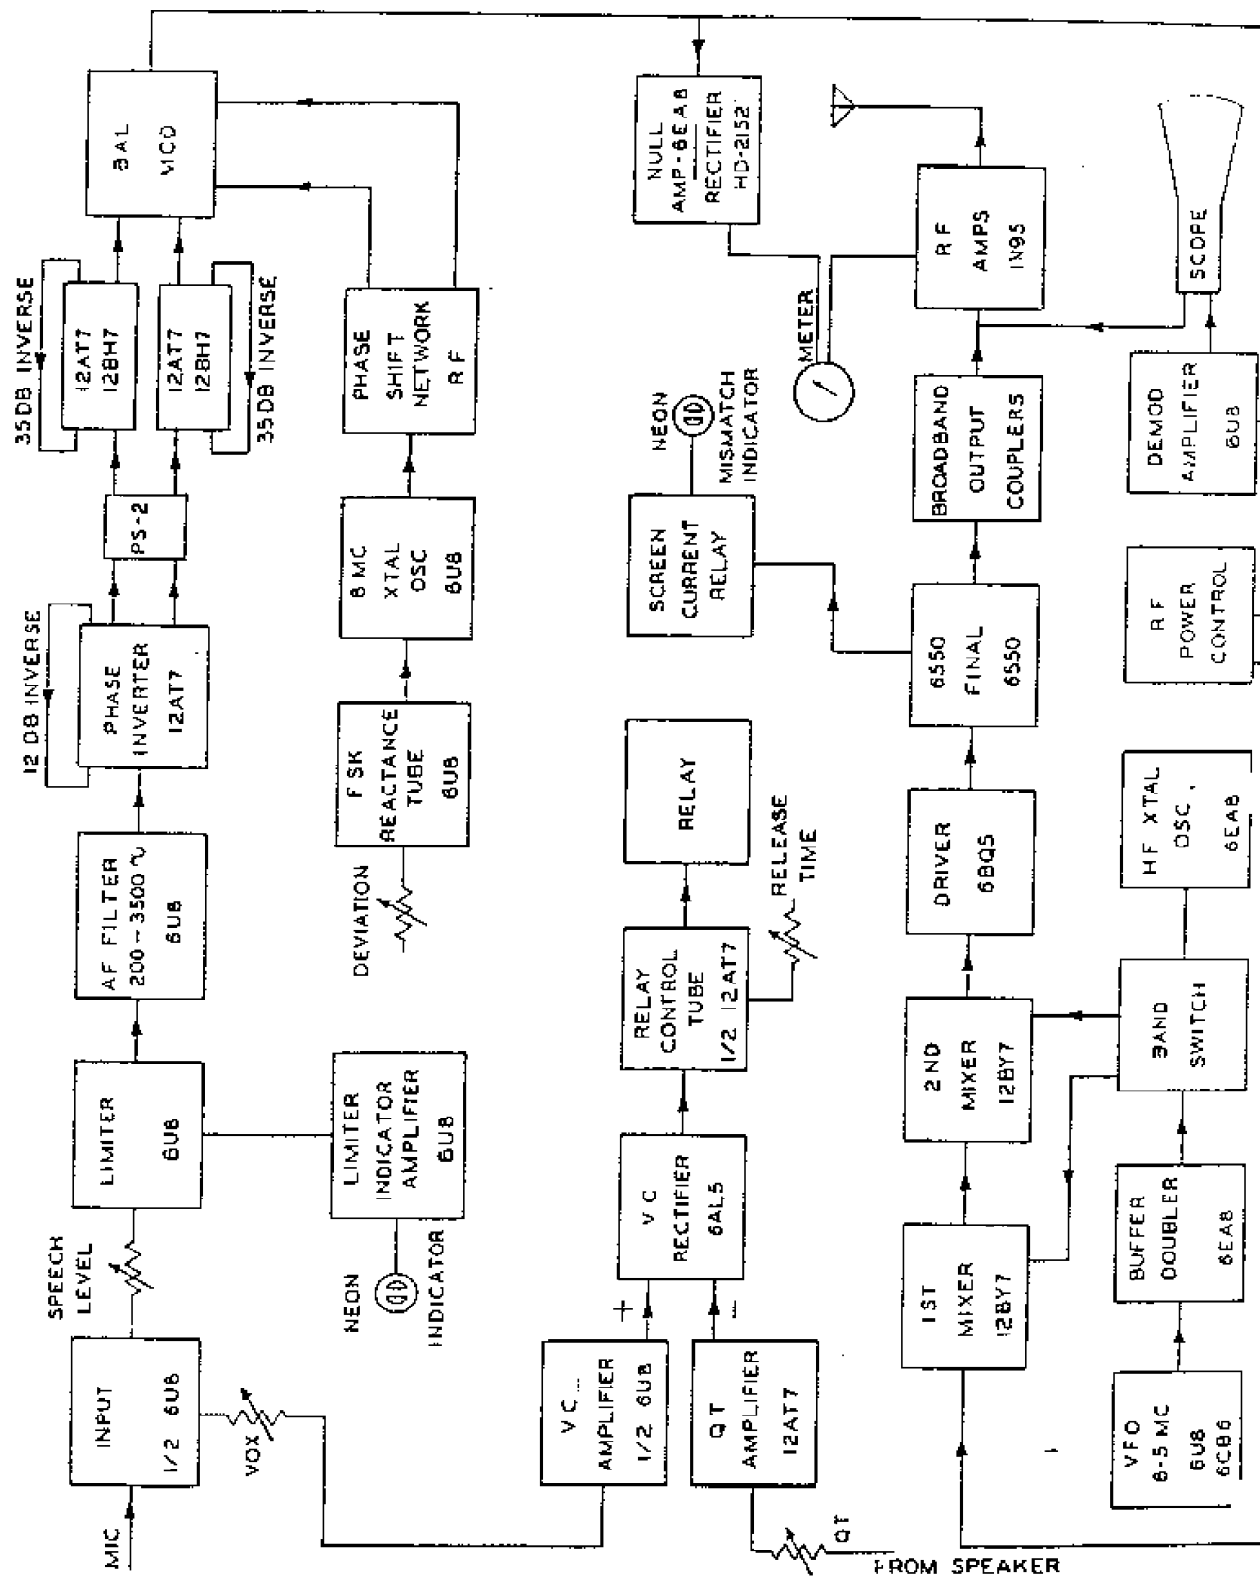 MIC
INPUT
1/2 6U8
SPEECH
LEVEL
LIMITER
6U8
AF FILTER
200-3500~
6U8
12 DB INVERSE
PHASE
INVERTER
12AT7
PS-2
35DB INVERSE
12AT7
12BH7
12AT7
12BH7
35DB INVERSE
BAL
MOD
VOX
NEON
INDICATOR
LIMITER
INDICATOR
AMPLIFIER
6U8
DEVIATION
FSK
REACTANCE
TUBE
6U8
8 MC
XTAL
OSC
6U8
PHASE
SHIFT
NETWORK
RF
VC
AMPLIFIER
1/2 6U8
+
QT
AMPLIFIER
12AT7
-
VC
RECTIFIER
6AL5
RELAY
CONTROL
TUBE
1/2 12AT7
RELEASE
TIME
RELAY
SCREEN
CURRENT
RELAY
NEON
MISMATCH
INDICATOR
METER
NULL
AMP-6EA8
RECTIFIER
HD-2152
QT
FROM SPEAKER
1ST
MIXER
12BY7
2ND
MIXER
12BY7
DRIVER
6BQ5
6550
FINAL
6550
BROADBAND
OUTPUT
COUPLERS
RF
AMPS
1N95
VFO
6-5 MC
6U8
6CB6
BUFFER
DOUBLER
6EA8
BAND
SWITCH
HF XTAL
OSC.
6EA8
RF
POWER
CONTROL
DEMOD
AMPLIFIER
6U8
SCOPE